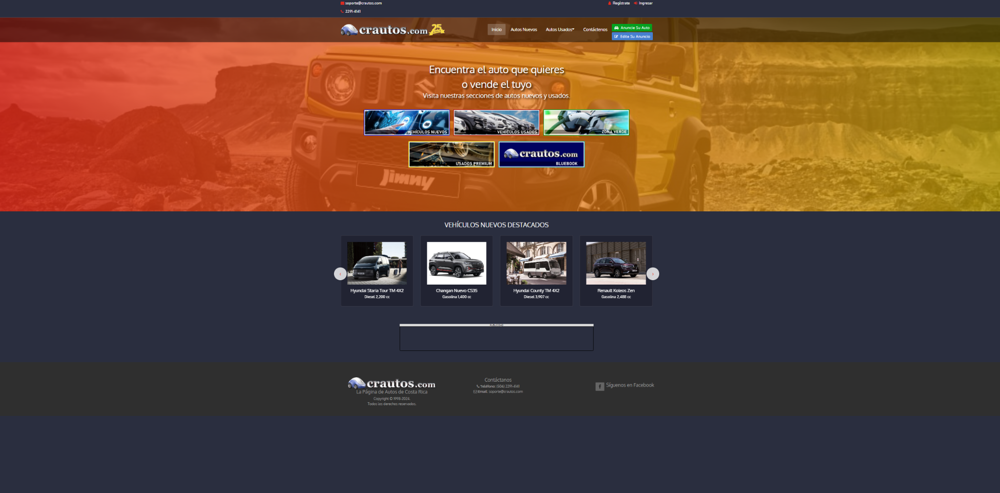 soporte@crautos.com
2291-4141
Regístrate
Ingresar
crautos.com 25
Inicio
Autos Nuevos
Autos Usados
Contáctenos
Anuncie Su Auto
Edite Su Anuncio
Encuentra el auto que quieres
o vende el tuyo
Visita nuestras secciones de autos nuevos y usados.
VEHÍCULOS NUEVOS
VEHÍCULOS USADOS
ZONA VERDE
USADOS PREMIUM
crautos.com
BLUEBOOK
Jimny
VEHÍCULOS NUEVOS DESTACADOS
Hyundai Staria Tour TM 4X2
Diesel 2,200 cc
Changan Nuevo CS35
Gasolina 1,400 cc
Hyundai County TM 4X2
Diesel 3,907 cc
Renault Koleos Zen
Gasolina 2,488 cc
crautos.com
La Página de Autos de Costa Rica
Copyright © 1998-2024.
Todos los derechos reservados.
Contáctanos
Teléfono: (506) 2291-4141
Email: soporte@crautos.com
Síguenos en Facebook